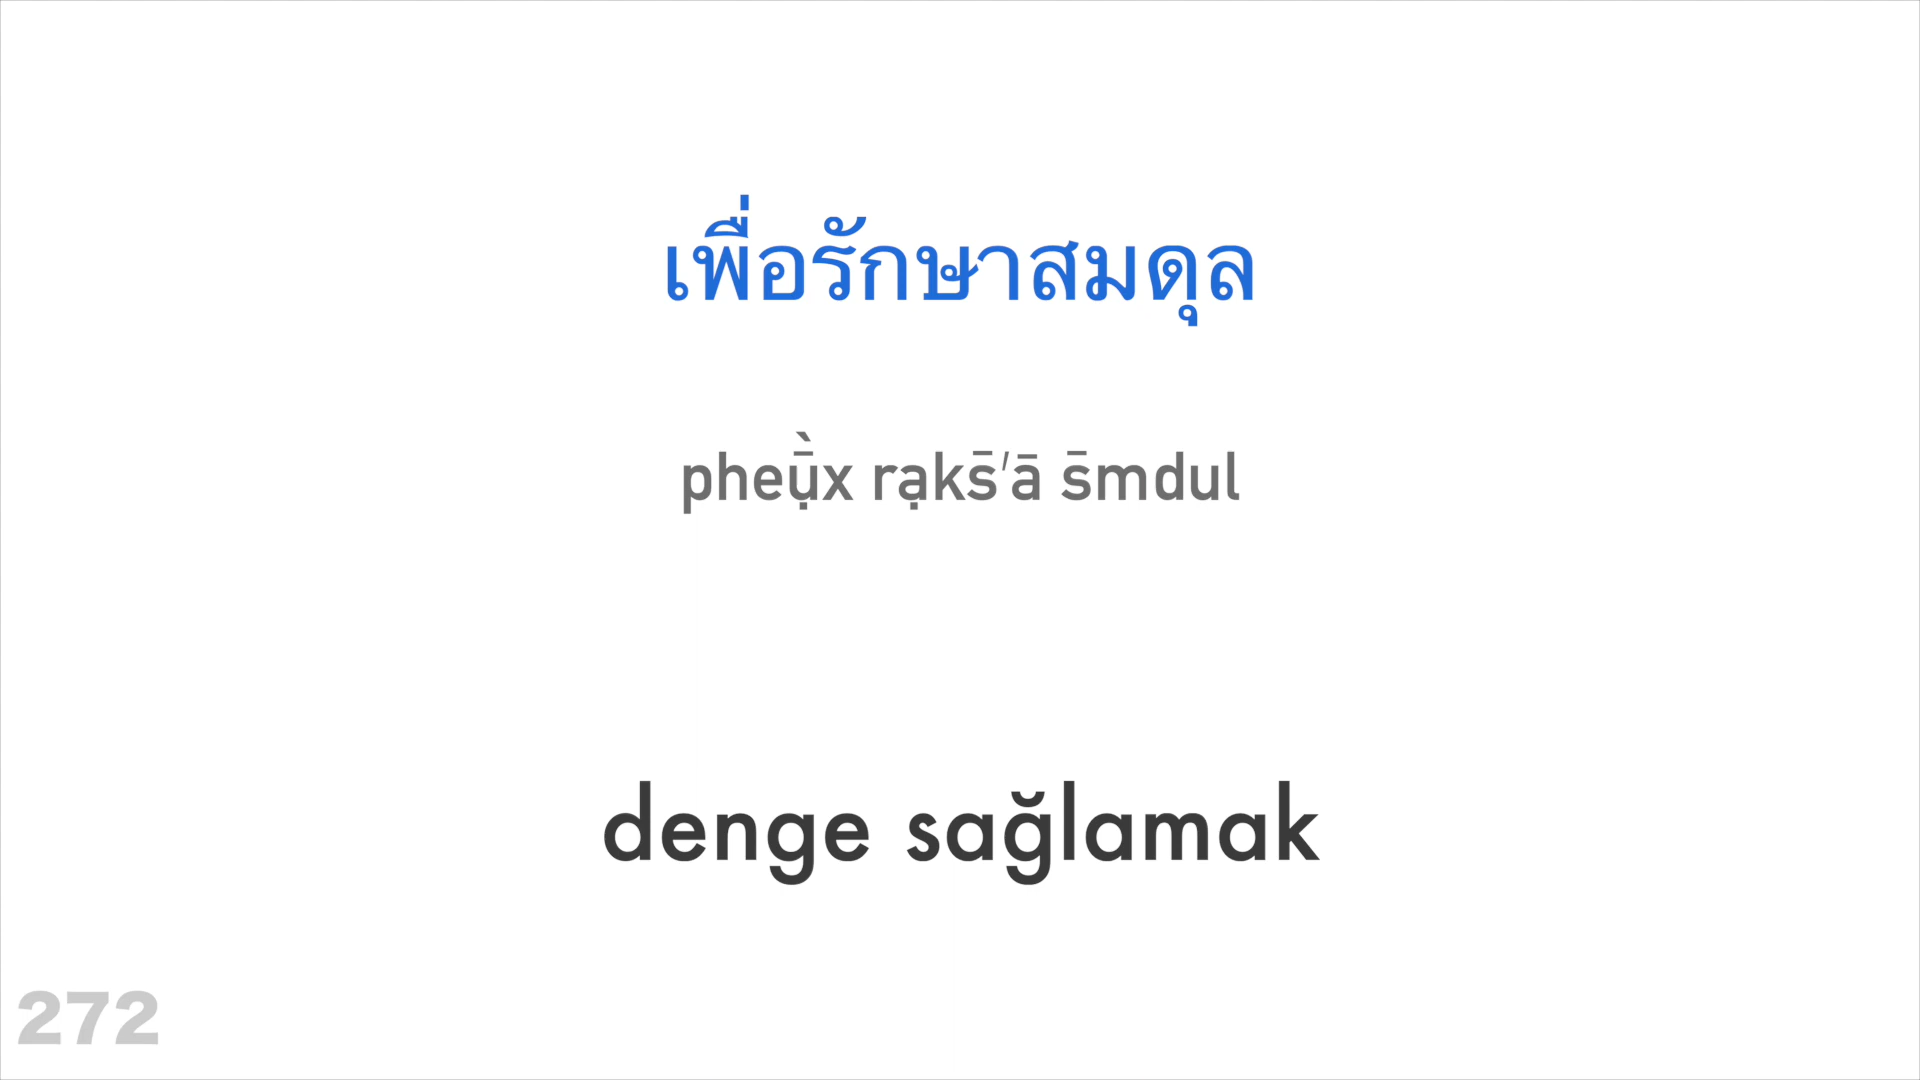 เพื่อรักษาสมดุล
pheụ̄̀x rạks̄ʹā s̄mdul
denge sağlamak
272